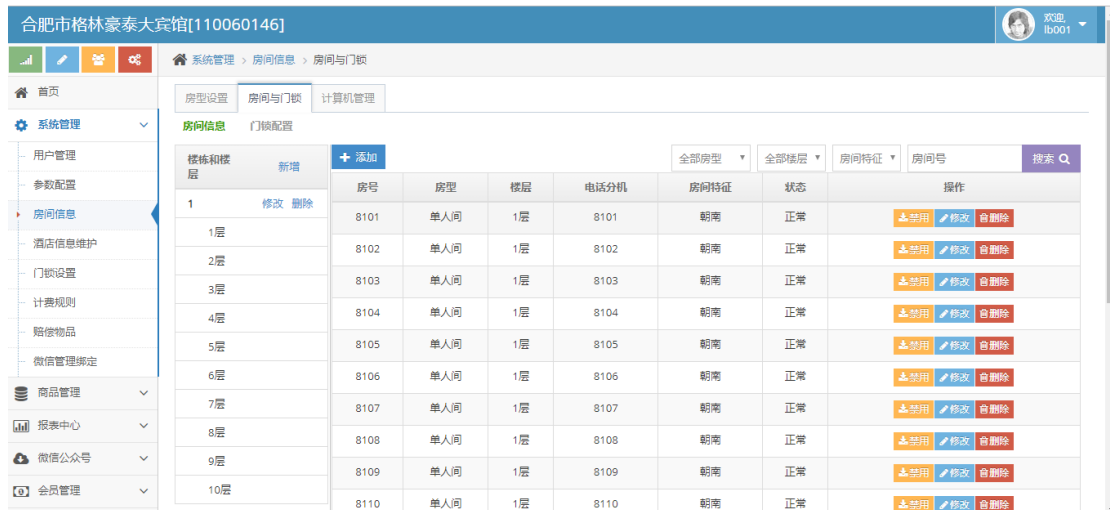 合肥市格林豪泰大宾馆[110060146]
欢迎,
lb001
系统管理 > 房间信息 > 房间与门锁
首页
系统管理
用户管理
参数配置
房间信息
酒店信息维护
门锁设置
计费规则
赔偿物品
微信管理绑定
商品管理
报表中心
微信公众号
会员管理
房型设置 房间与门锁 计算机管理
房间信息 门锁配置
楼栋和楼层 新增
1 修改 删除
1层
2层
3层
4层
5层
6层
7层
8层
9层
10层
添加 全部房型 全部楼层 房间特征 房间号 搜索
房号 房型 楼层 电话分机 房间特征 状态 操作
8101 单人间 1层 8101 朝南 正常 禁用 修改 删除
8102 单人间 1层 8102 朝南 正常 禁用 修改 删除
8103 单人间 1层 8103 朝南 正常 禁用 修改 删除
8104 单人间 1层 8104 朝南 正常 禁用 修改 删除
8105 单人间 1层 8105 朝南 正常 禁用 修改 删除
8106 单人间 1层 8106 朝南 正常 禁用 修改 删除
8107 单人间 1层 8107 朝南 正常 禁用 修改 删除
8108 单人间 1层 8108 朝南 正常 禁用 修改 删除
8109 单人间 1层 8109 朝南 正常 禁用 修改 删除
8110 单人间 1层 8110 朝南 正常 禁用 修改 删除